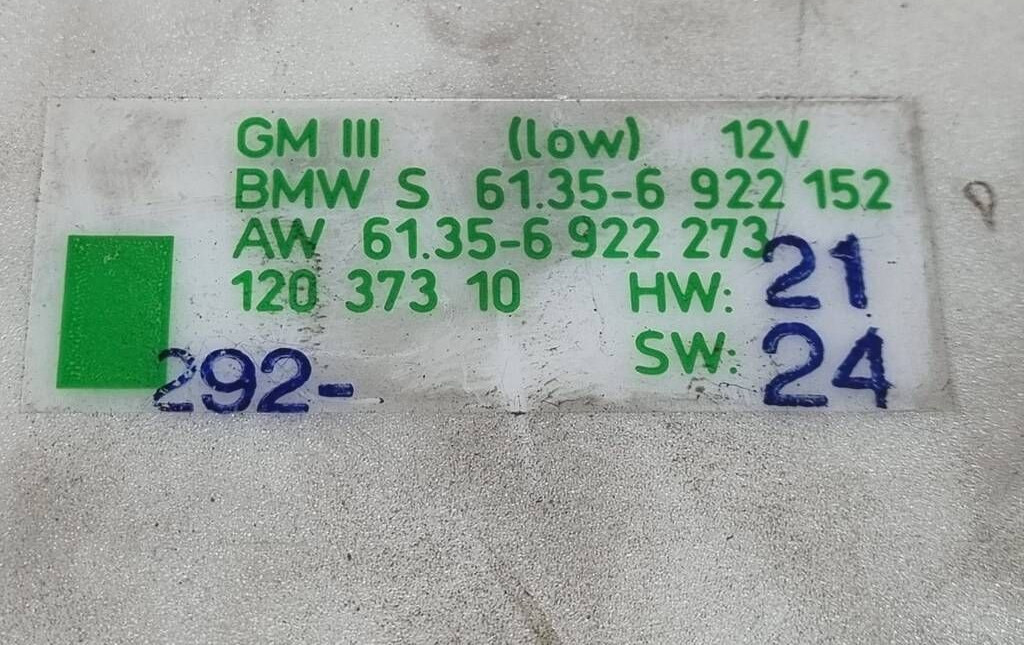 GM III (low) 12V
BMW S 61.35-6 922 152
AW 61.35-6 922 273
120 373 10 HW: 21
SW: 24
292-